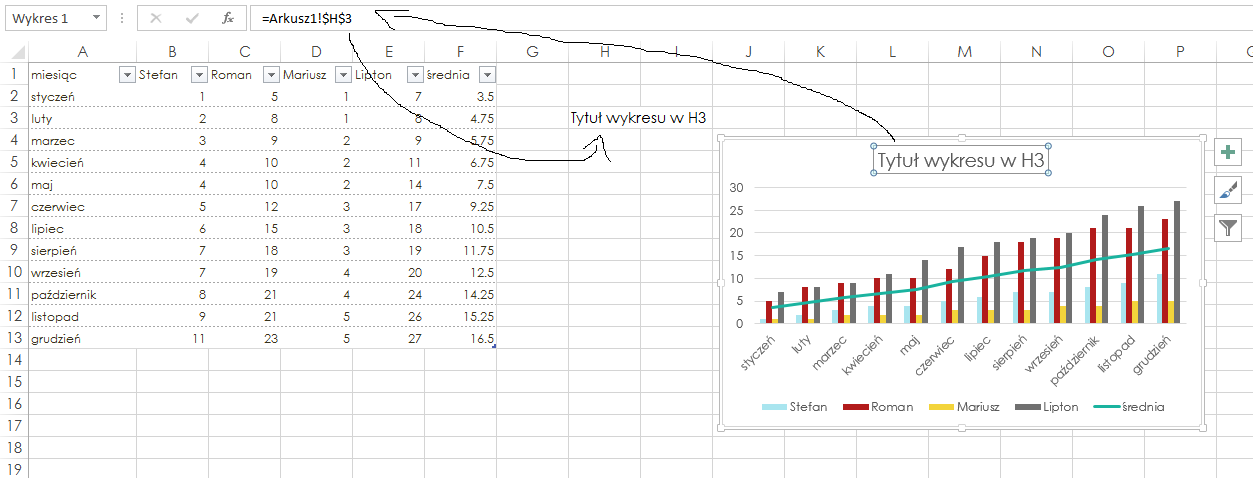 Wykres 1 fx =Arkusz1!$H$3
A B C D E F G H I J K L M N O P
1 miesiąc Stefan Roman Mariusz Lipton średnia
2 styczeń 1 5 1 7 3.5
3 luty 2 8 1 8 4.75 Tytuł wykresu w H3
4 marzec 3 9 2 9 5.75
5 kwiecień 4 10 2 11 6.75
6 maj 4 10 2 14 7.5
7 czerwiec 5 12 3 17 9.25
8 lipiec 6 15 3 18 10.5
9 sierpień 7 18 3 19 11.75
10 wrzesień 7 19 4 20 12.5
11 październik 8 21 4 24 14.25
12 listopad 9 21 5 26 15.25
13 grudzień 11 23 5 27 16.5
14
15
16
17
18
19
Tytuł wykresu w H3
30
25
20
15
10
5
0
styczeń luty marzec kwiecień maj czerwiec lipiec sierpień wrzesień październik listopad grudzień
Stefan Roman Mariusz Lipton średnia